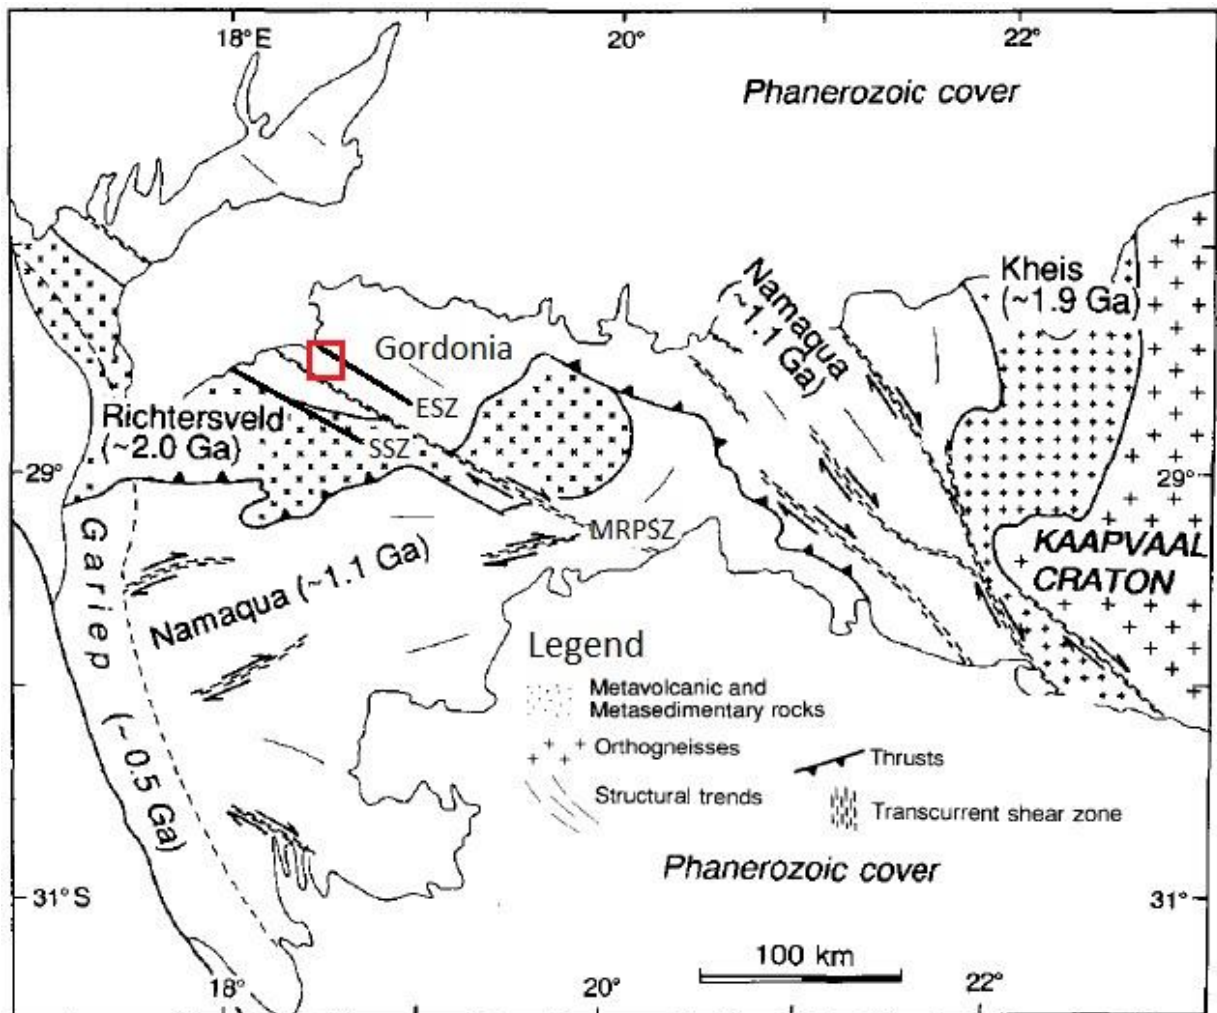 18°E
20°
22°
Phanerozoic cover
Kheis
(~1.9 Ga)
Namaqua
(~1.1 Ga)
Gordonia
ESZ
Richtersveld
(~2.0 Ga)
SSZ
29°
29°
MRPSZ
KAAPVAAL
CRATON
Gariep (~0.5 Ga)
Namaqua (~1.1 Ga)
Legend
Metavolcanic and
Metasedimentary rocks
Orthogneisses
Thrusts
Structural trends
Transcurrent shear zone
Phanerozoic cover
31°S
31°
100 km
18°
20°
22°